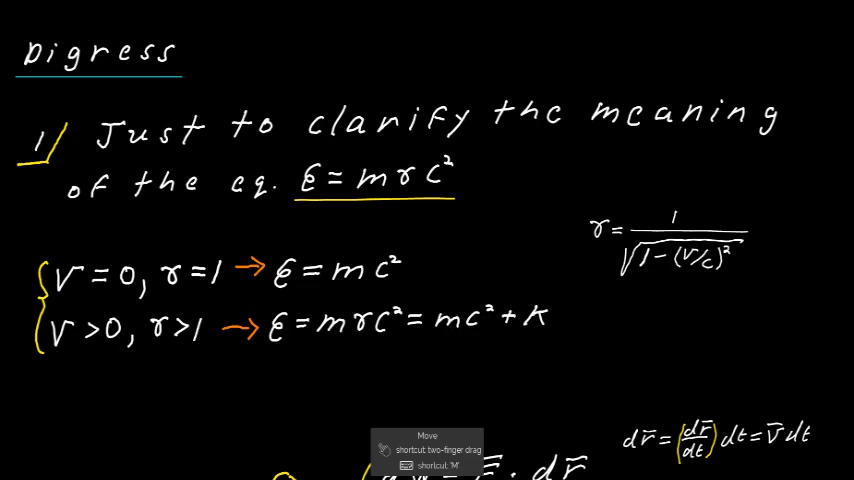 Digress
1/ Just to clarify the meaning
of the eq. ℰ = mγc²
γ = 1/√(1-(V/c)²)
V = 0, γ = 1 → ℰ = mc²
V > 0, γ > 1 → ℰ = mγc² = mc² + K
dr̄ = (dr̄/dt) dt = V̄ dt
Move
shortcut two-finger drag
shortcut 'M'
F̄ · dr̄